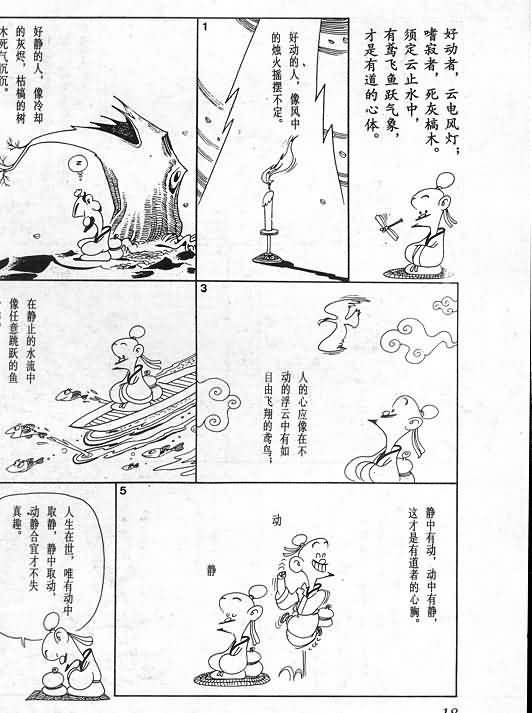 好动者，云电风灯；
嗜寂者，死灰槁木。
须定云止水中，
有鸢飞鱼跃气象，
才是有道的心体。
1
好动的人，像风中
的烛火摇摆不定。
好静的人，像冷却
的灰烬，枯槁的树
木死气沉沉。
3
人的心应像在不
动的浮云中有如
自由飞翔的鸢鸟；
在静止的水流中
像任意跳跃的鱼
5
静中有动，动中有静，
这才是有道者的心胸。
动
静
人生在世，唯有动中
取静，静中取动，
动静合宜才不失
真趣。